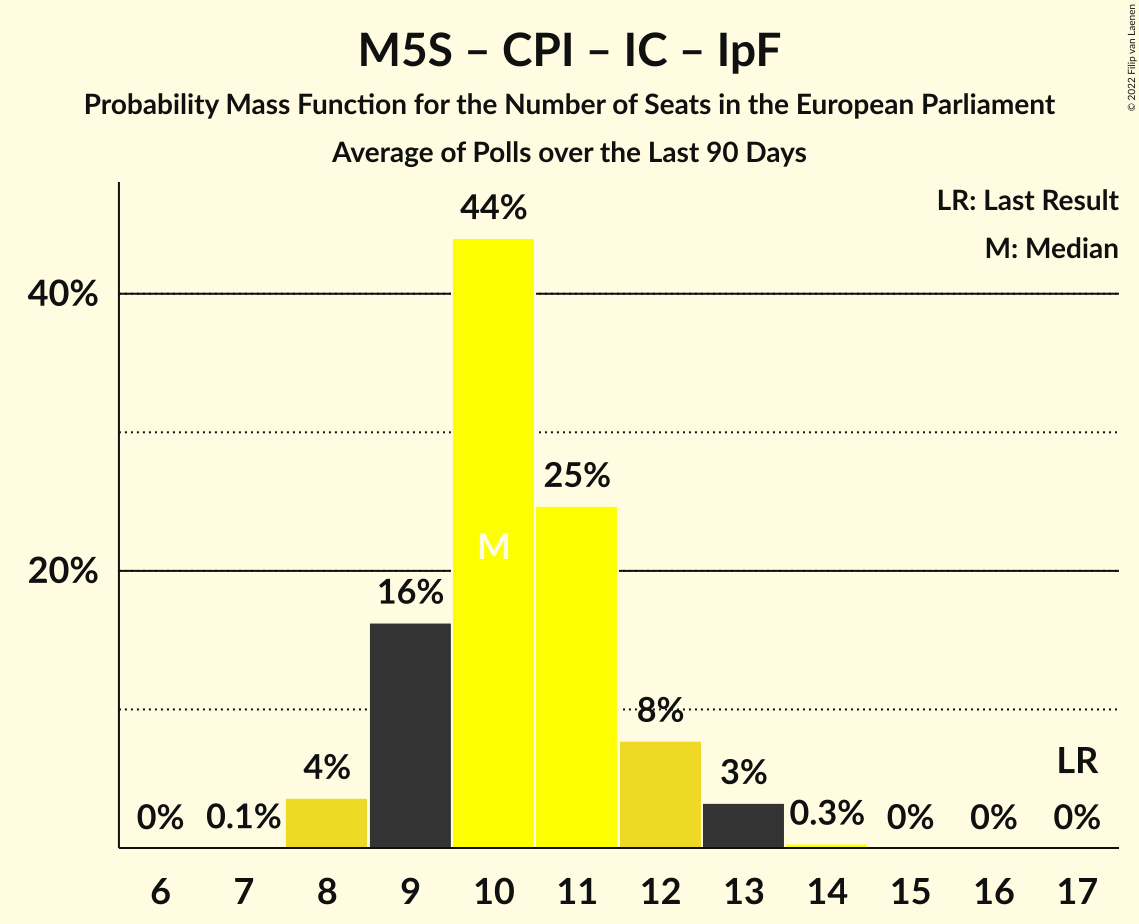 M5S – CPI – IC – IpF
Probability Mass Function for the Number of Seats in the European Parliament
Average of Polls over the Last 90 Days
© 2022 Filip van Laenen
LR: Last Result
M: Median
40%
20%
0%
0.1%
4%
16%
44%
M
25%
8%
3%
0.3%
0%
0%
LR
0%
6 7 8 9 10 11 12 13 14 15 16 17